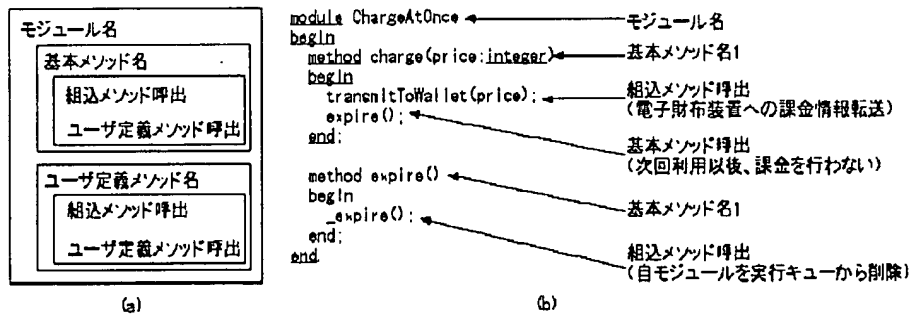 モジュール名
基本メソッド名
組込メソッド呼出
ユーザ定義メソッド呼出
ユーザ定義メソッド名
組込メソッド呼出
ユーザ定義メソッド呼出
(a)
module ChargeAtOnce
begin
method charge(price:integer)
begin
transmitToWallet(price);
expire();
end;
method expire()
begin
_expire();
end;
end
モジュール名
基本メソッド名1
組込メソッド呼出
(電子財布装置への課金情報転送)
基本メソッド呼出
(次回利用以後、課金を行わない)
基本メソッド名1
組込メソッド呼出
(自モジュールを実行キューから削除)
(b)